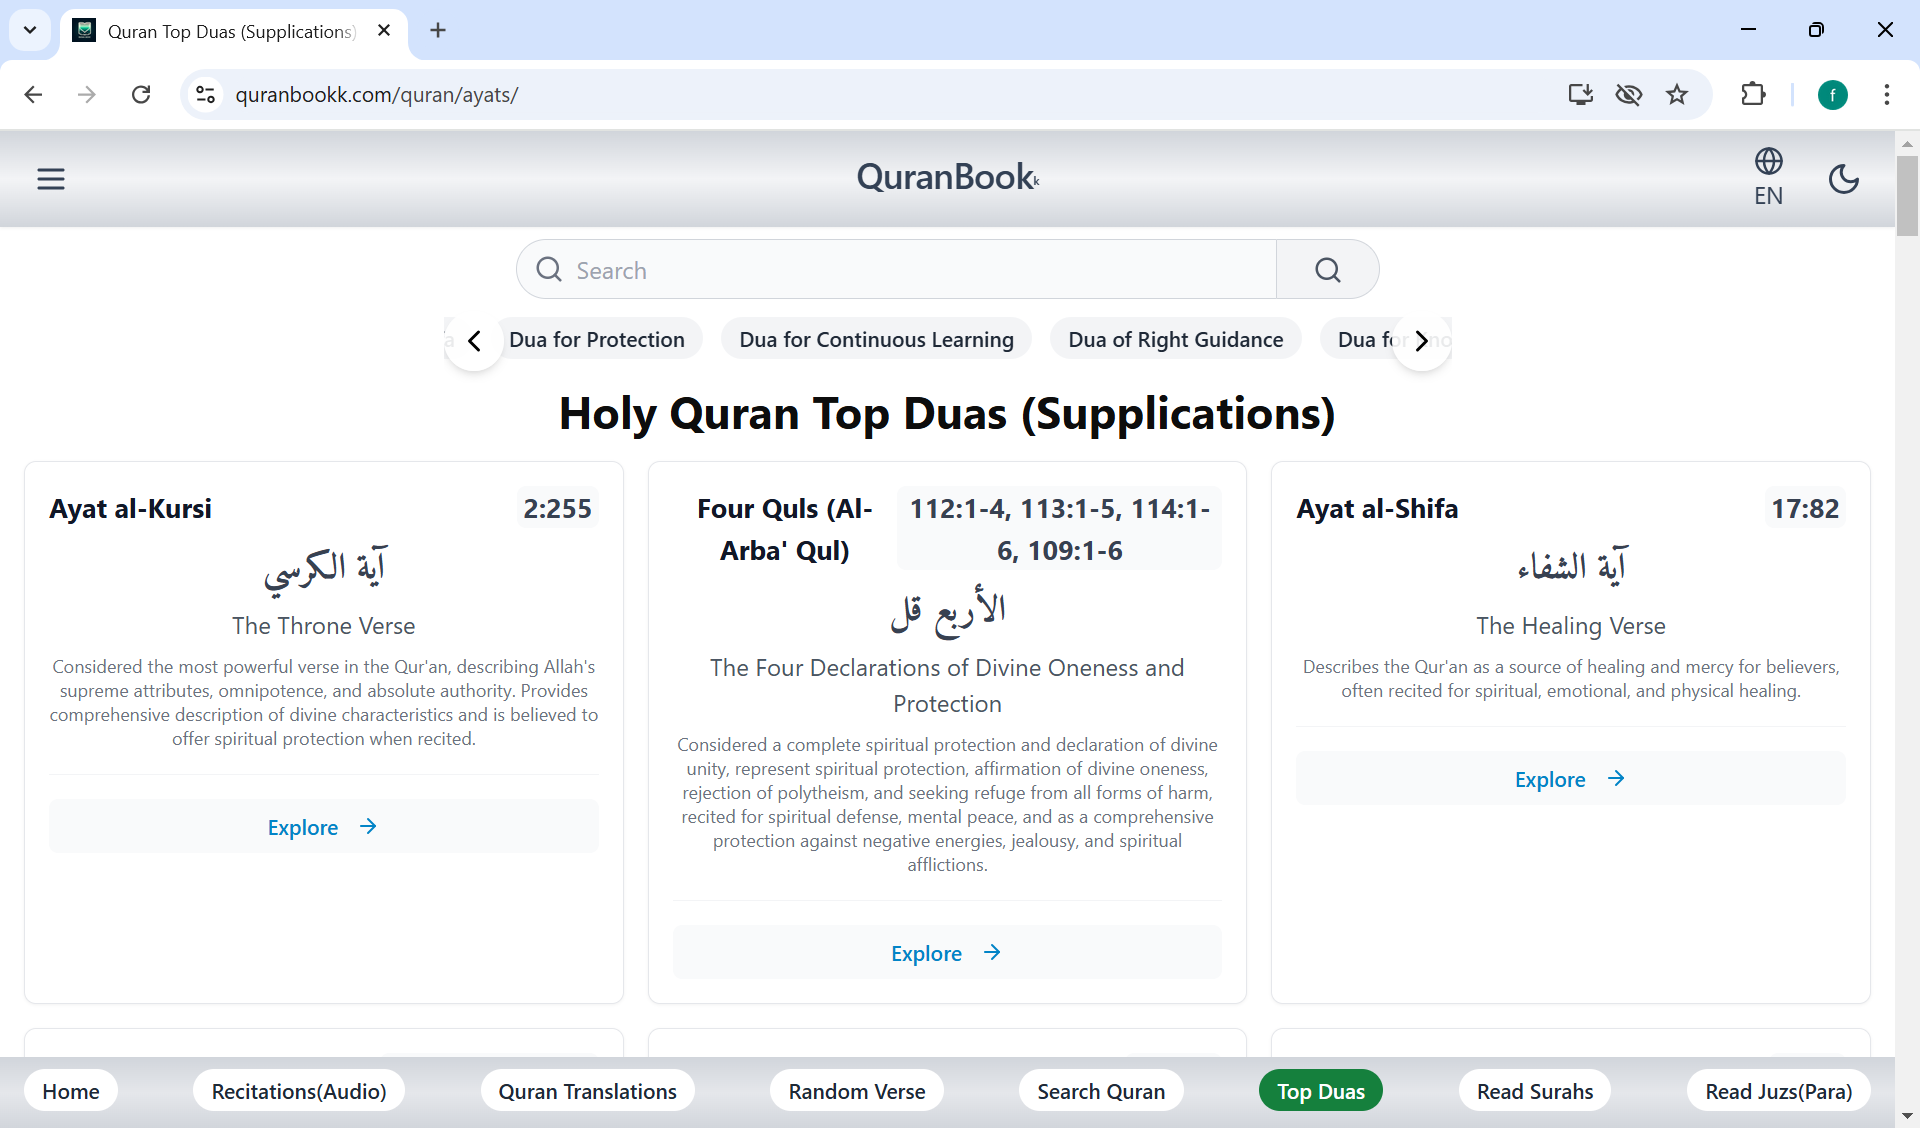 Quran Top Duas (Supplications)
quranbookk.com/quran/ayats/
f
QuranBookk
EN
Search
Dua for Protection
Dua for Continuous Learning
Dua of Right Guidance
Dua for
Holy Quran Top Duas (Supplications)
Ayat al-Kursi
2:255
آية الكرسي
The Throne Verse
Considered the most powerful verse in the Qur'an, describing Allah's
supreme attributes, omnipotence, and absolute authority. Provides
comprehensive description of divine characteristics and is believed to
offer spiritual protection when recited.
Explore →
Four Quls (Al-
Arba' Qul)
112:1-4, 113:1-5, 114:1-
6, 109:1-6
الأربع قل
The Four Declarations of Divine Oneness and
Protection
Considered a complete spiritual protection and declaration of divine
unity, represent spiritual protection, affirmation of divine oneness,
rejection of polytheism, and seeking refuge from all forms of harm,
recited for spiritual defense, mental peace, and as a comprehensive
protection against negative energies, jealousy, and spiritual
afflictions.
Explore →
Ayat al-Shifa
17:82
آية الشفاء
The Healing Verse
Describes the Qur'an as a source of healing and mercy for believers,
often recited for spiritual, emotional, and physical healing.
Explore →
Home
Recitations(Audio)
Quran Translations
Random Verse
Search Quran
Top Duas
Read Surahs
Read Juzs(Para)